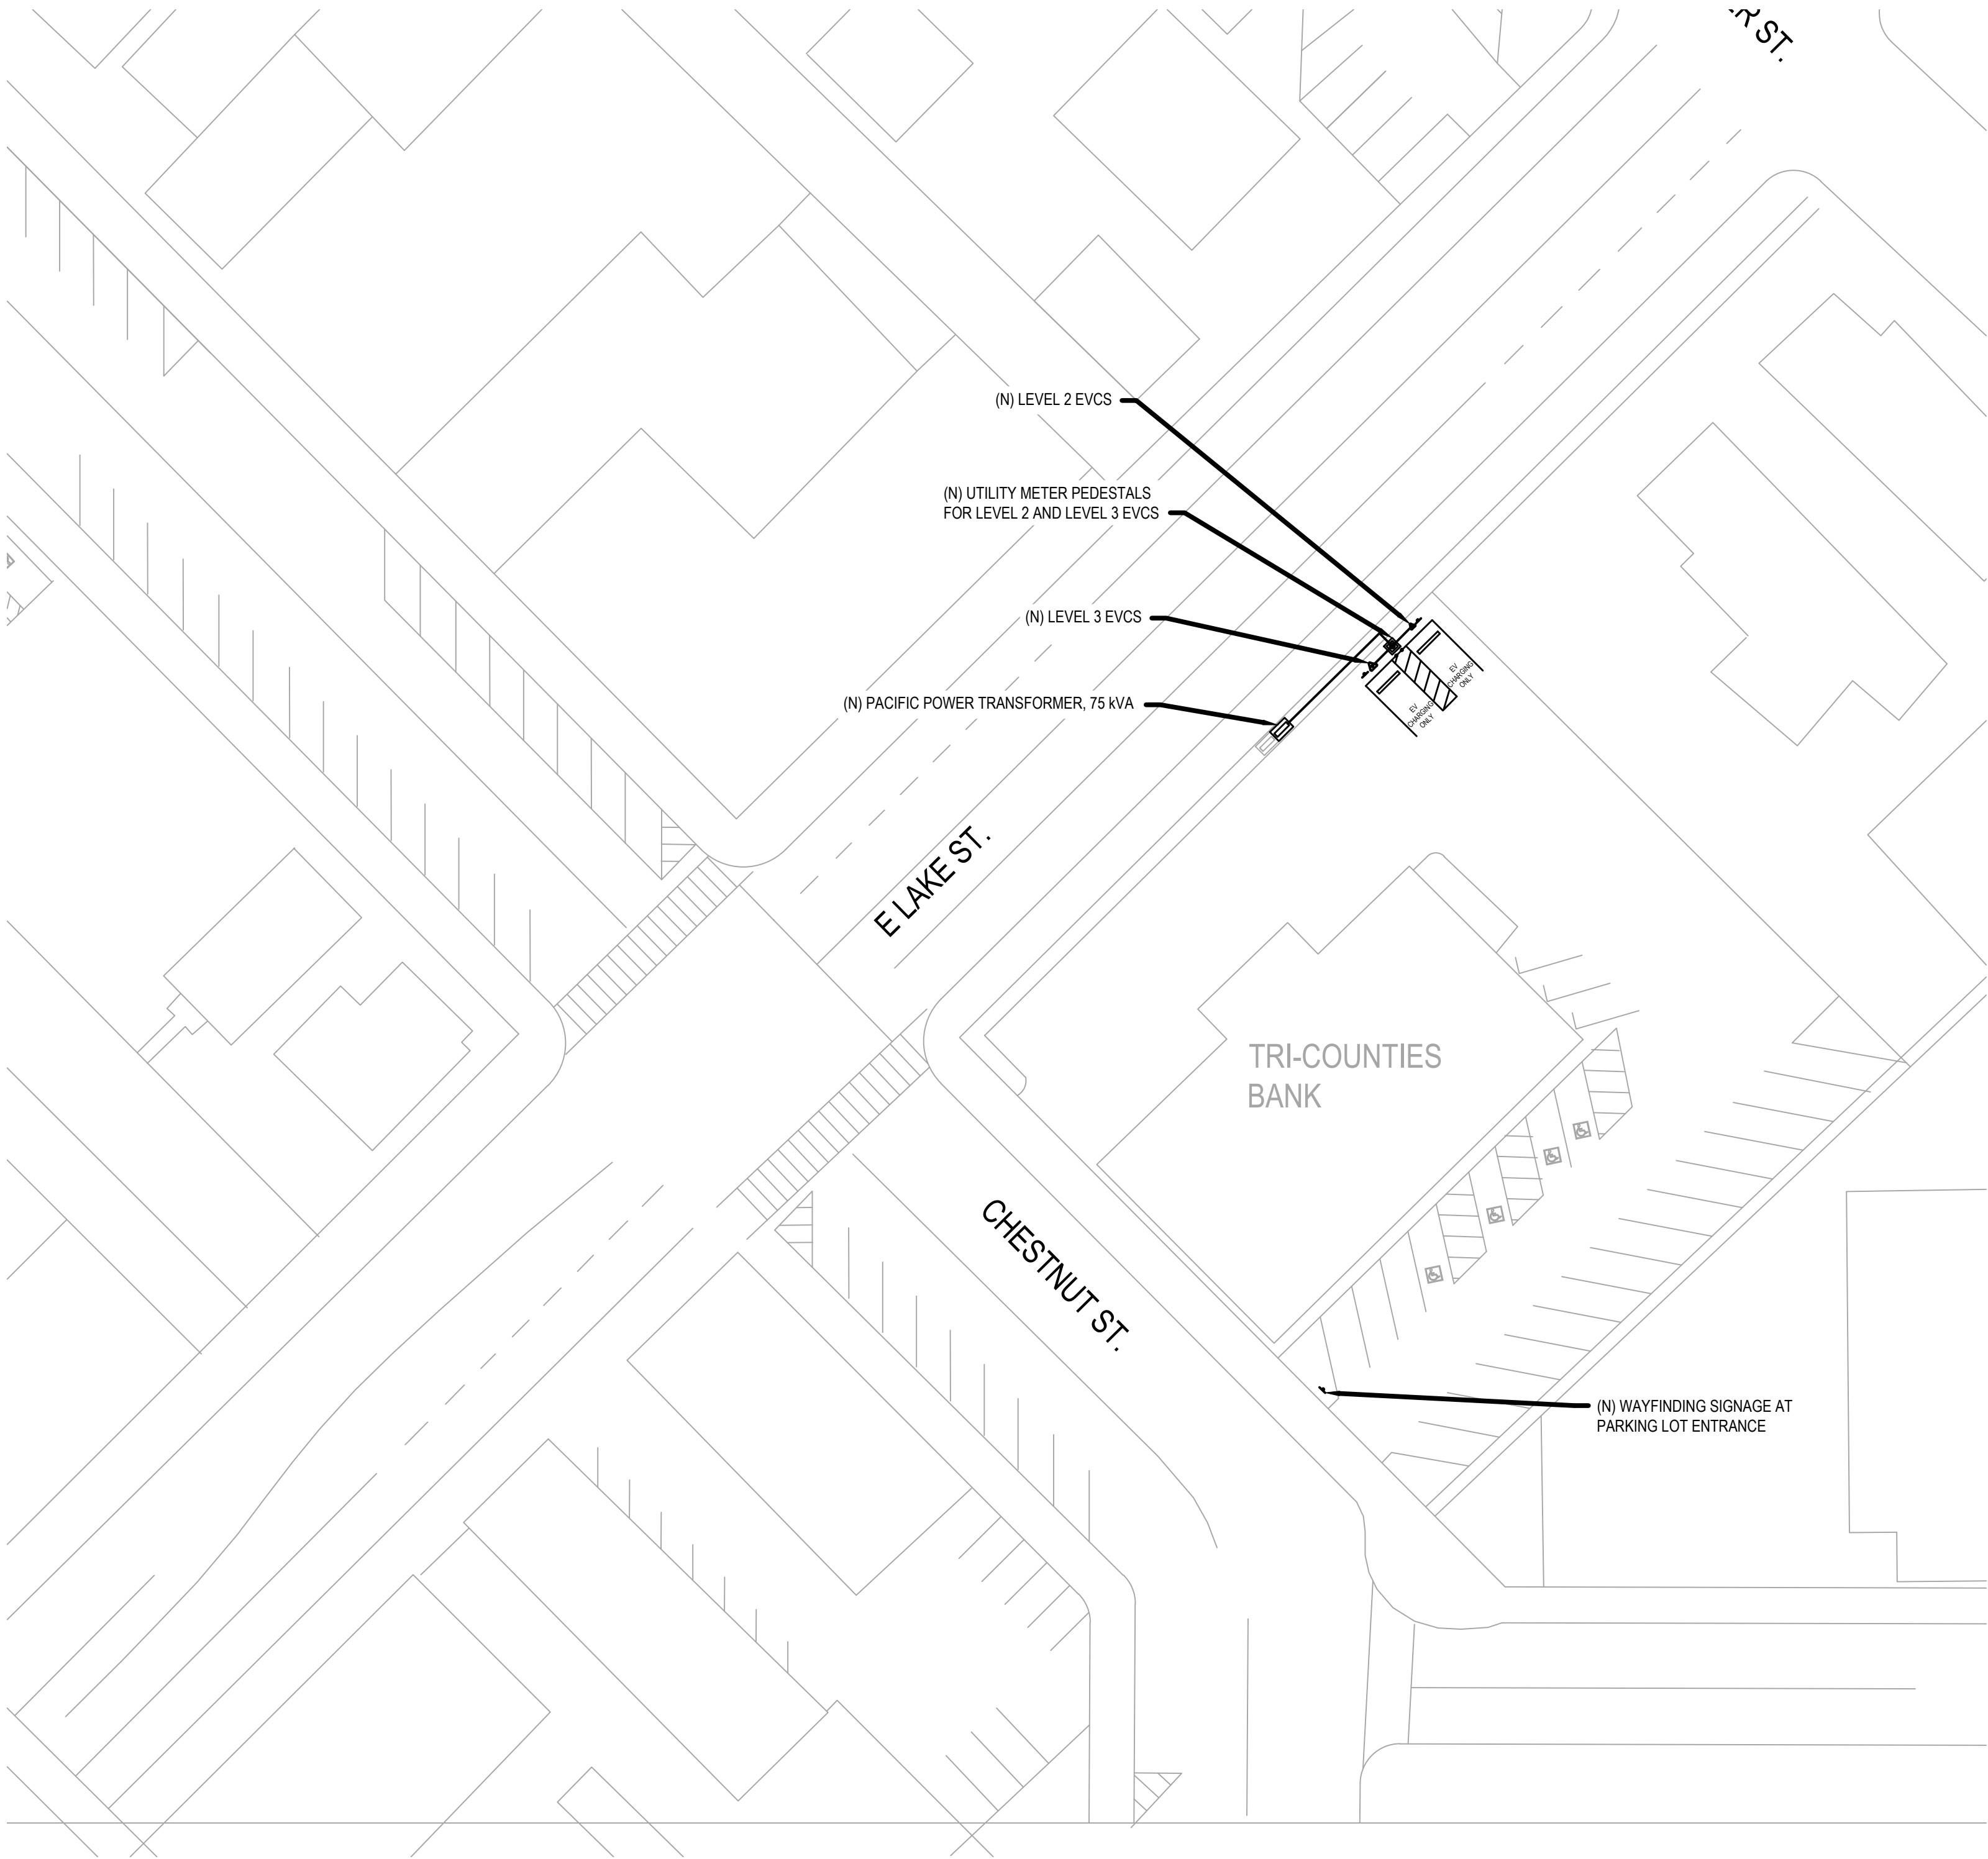 ST.
(N) LEVEL 2 EVCS
(N) UTILITY METER PEDESTALS
FOR LEVEL 2 AND LEVEL 3 EVCS
(N) LEVEL 3 EVCS
EV
CHARGING
ONLY
EV
CHARGING
ONLY
(N) PACIFIC POWER TRANSFORMER, 75 kVA
E LAKE ST.
TRI-COUNTIES
BANK
CHESTNUT ST.
(N) WAYFINDING SIGNAGE AT
PARKING LOT ENTRANCE